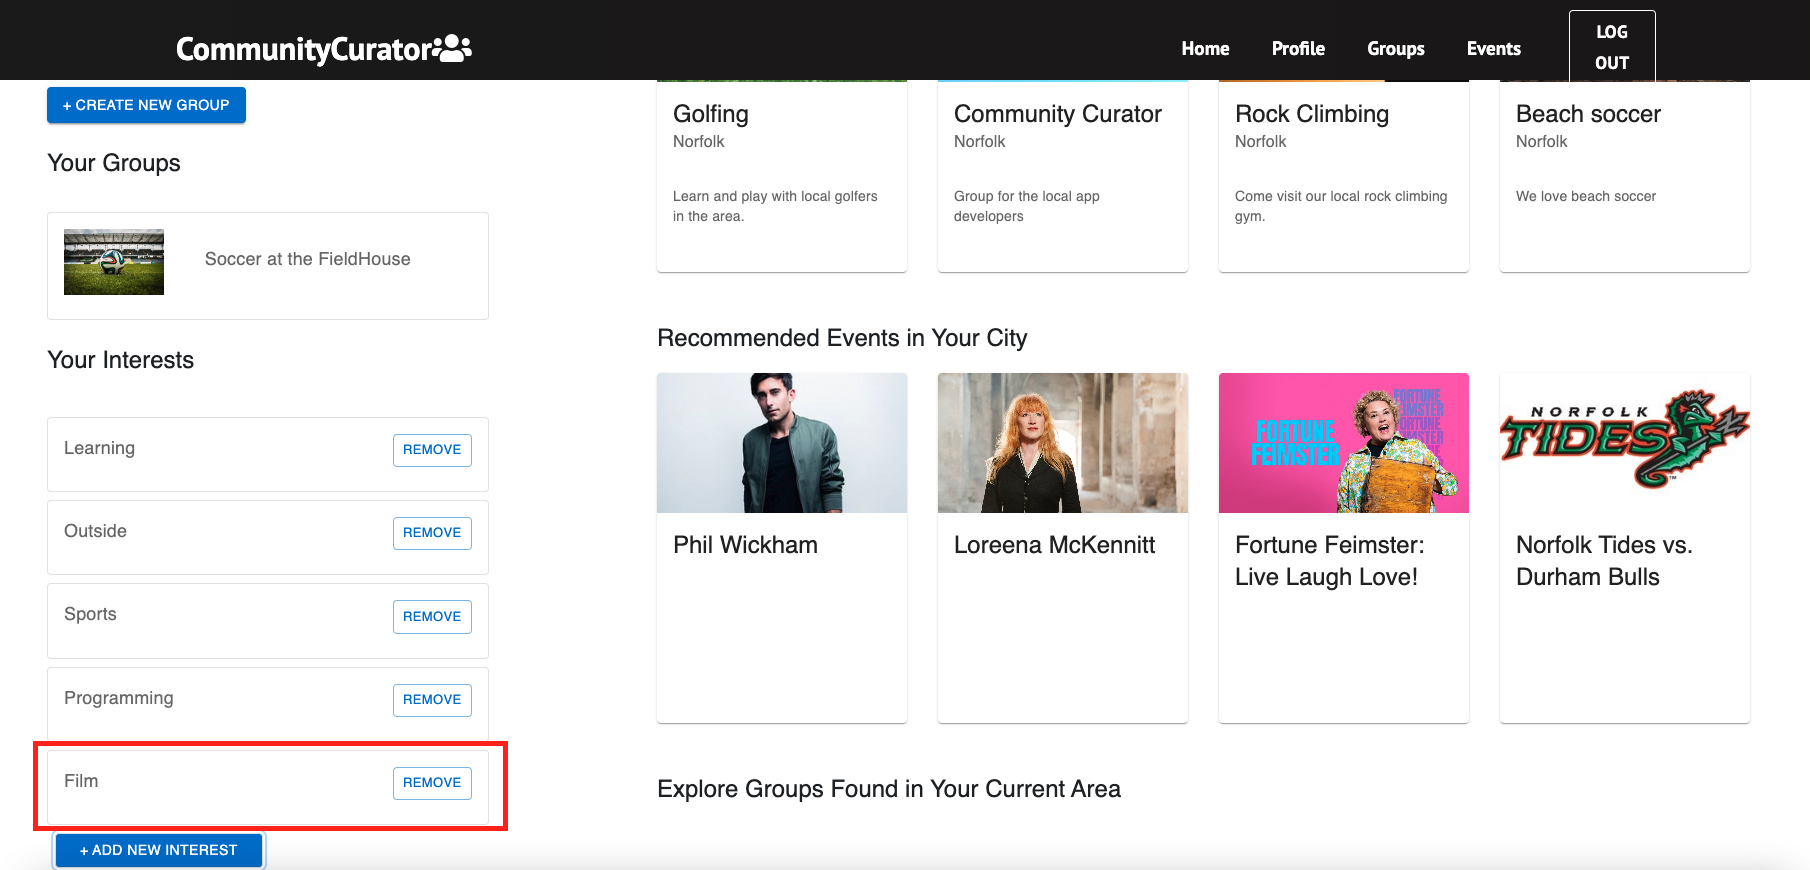 CommunityCurator
Home
Profile
Groups
Events
LOG
OUT
+ CREATE NEW GROUP
Your Groups
Soccer at the FieldHouse
Your Interests
Learning
REMOVE
Outside
REMOVE
Sports
REMOVE
Programming
REMOVE
Film
REMOVE
+ ADD NEW INTEREST
Golfing
Norfolk
Learn and play with local golfers
in the area.
Community Curator
Norfolk
Group for the local app
developers
Rock Climbing
Norfolk
Come visit our local rock climbing
gym.
Beach soccer
Norfolk
We love beach soccer
Recommended Events in Your City
Phil Wickham
Loreena McKennitt
FORTUNE
FEIMSTER
FORTUNE
FEIMSTER
FORTUNE
FEIMSTER
Fortune Feimster:
Live Laugh Love!
NORFOLK
TIDES
Norfolk Tides vs.
Durham Bulls
Explore Groups Found in Your Current Area